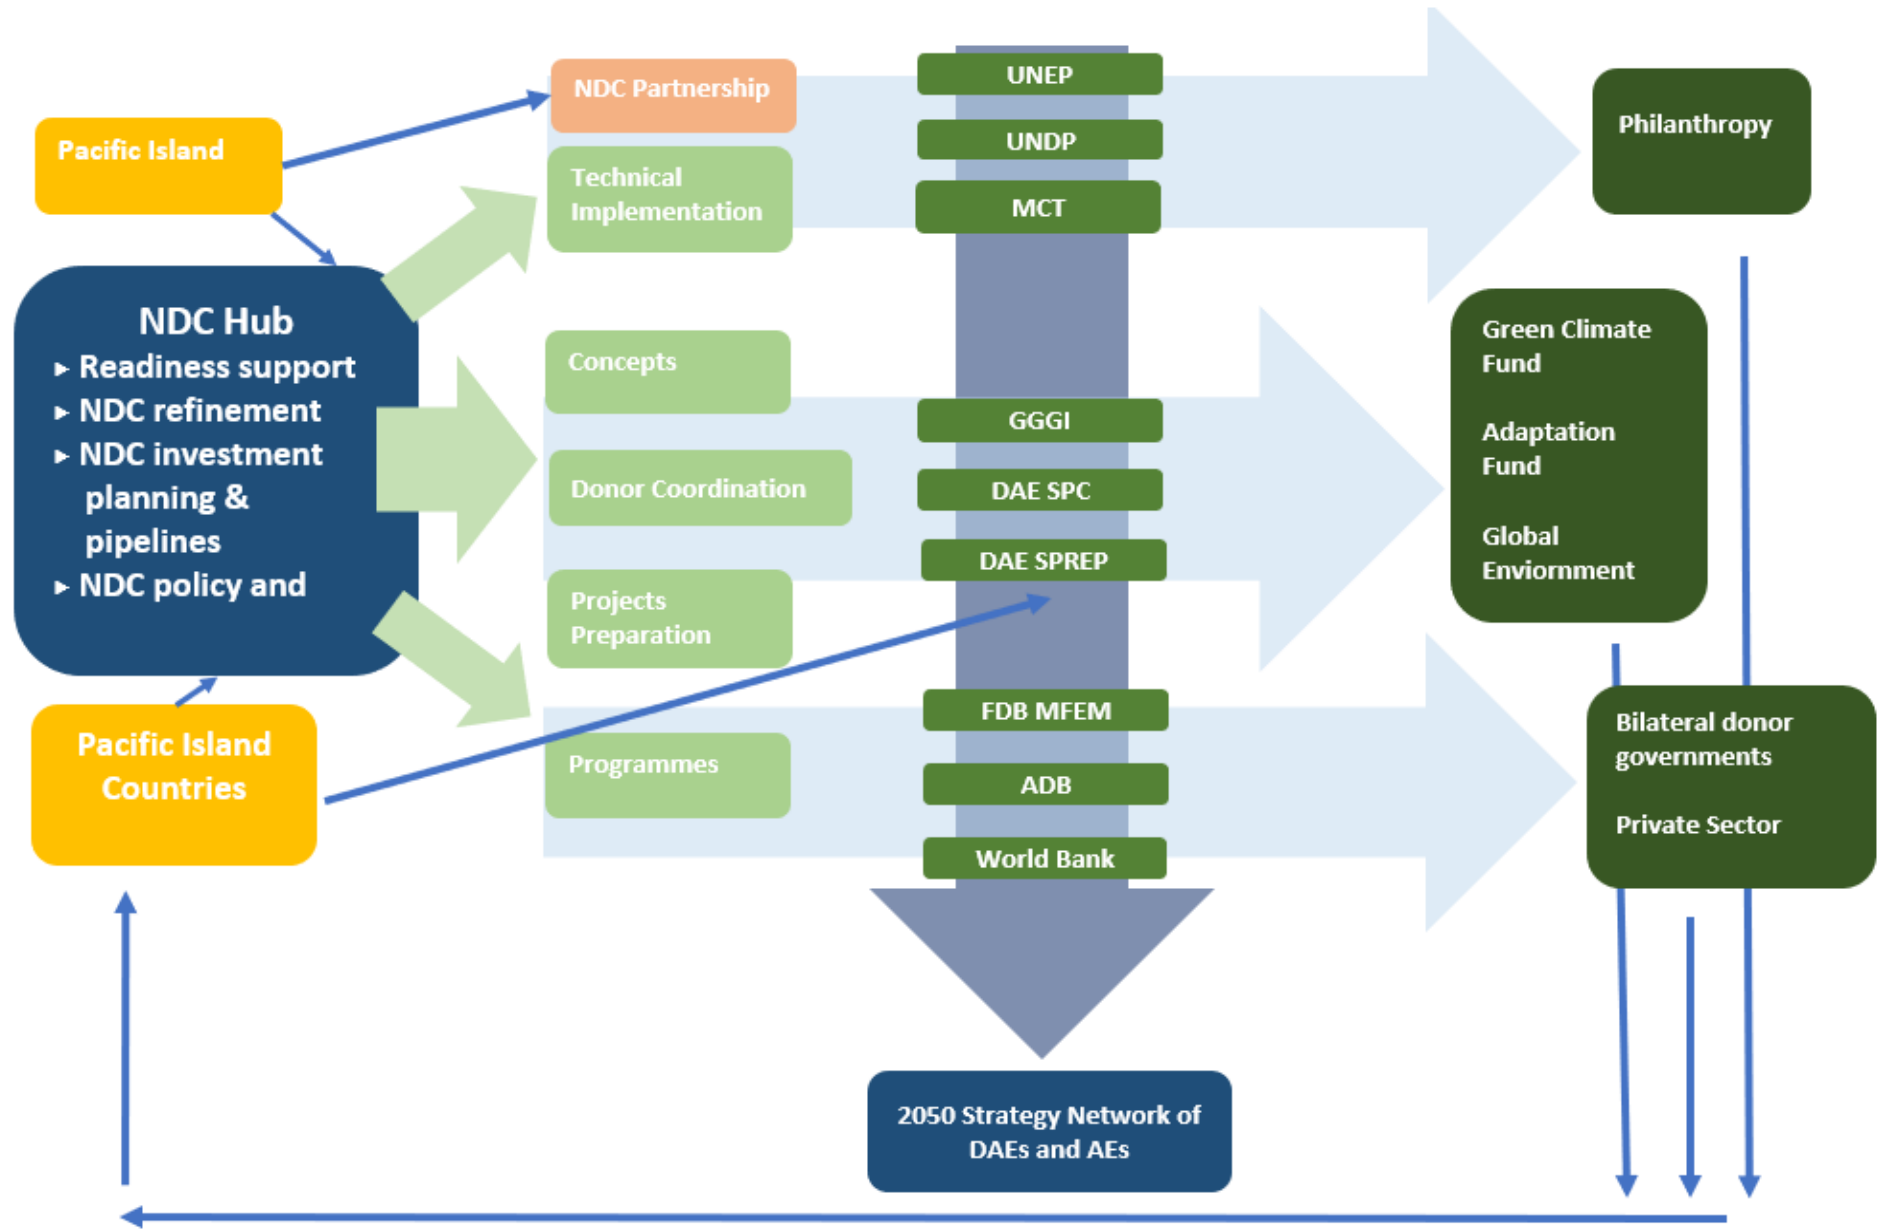 Pacific Island
NDC Hub
▸ Readiness support
▸ NDC refinement
▸ NDC investment
planning &
pipelines
▸ NDC policy and
Pacific Island
Countries
NDC Partnership
Technical
Implementation
Concepts
Donor Coordination
Projects
Preparation
Programmes
UNEP
UNDP
MCT
GGGI
DAE SPC
DAE SPREP
FDB MFEM
ADB
World Bank
2050 Strategy Network of
DAEs and AEs
Philanthropy
Green Climate
Fund
Adaptation
Fund
Global
Enviornment
Bilateral donor
governments
Private Sector